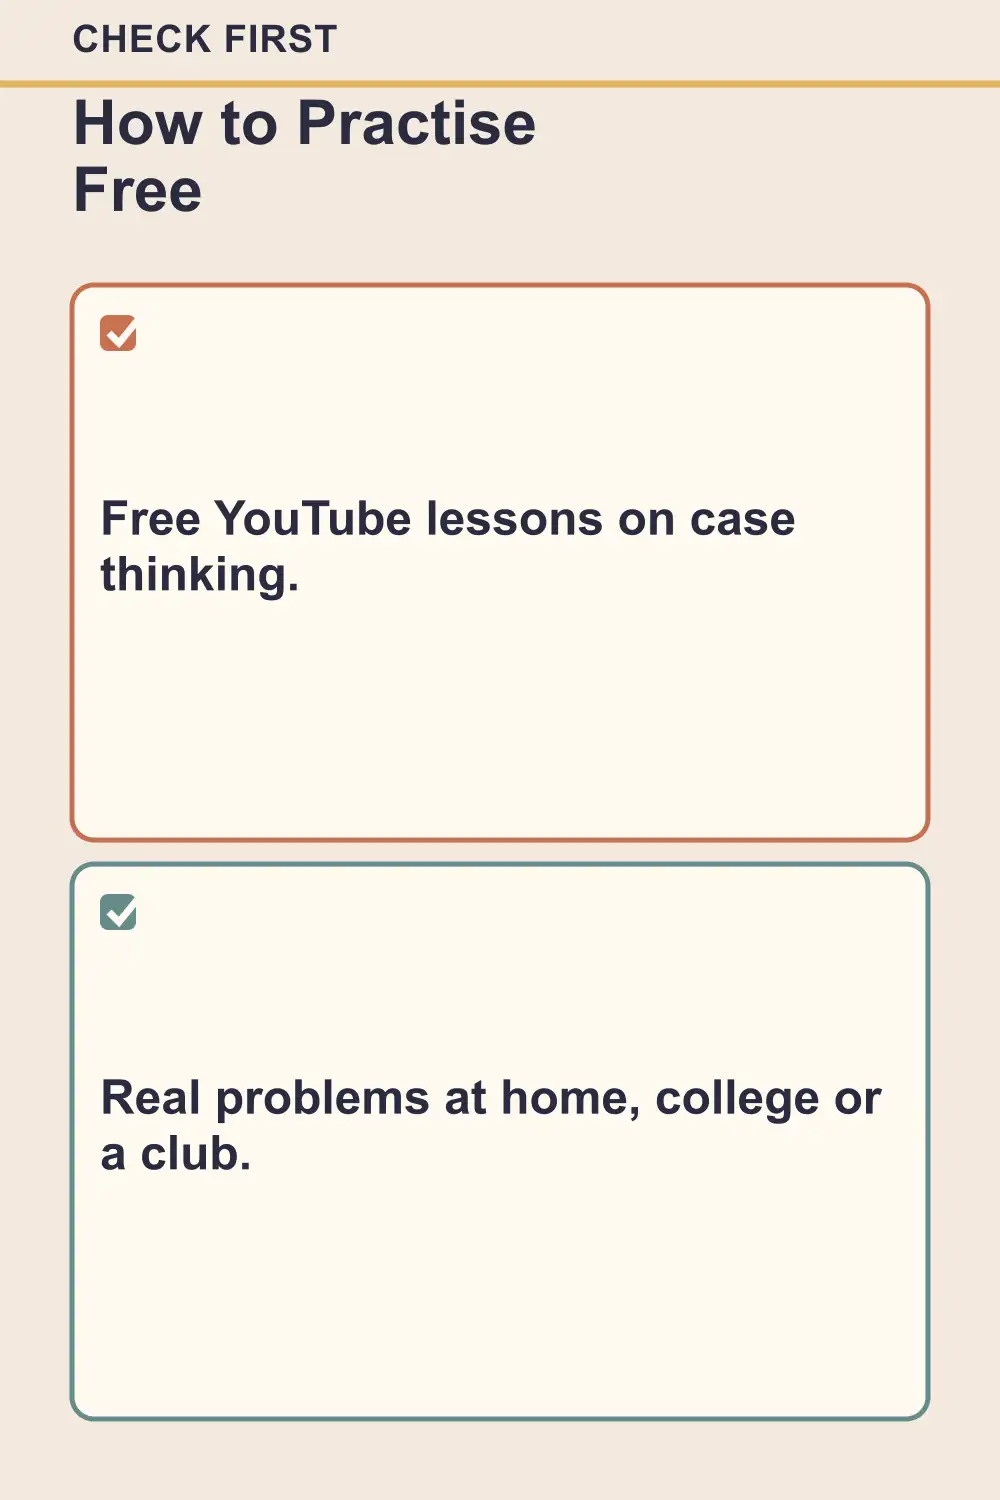 CHECK FIRST
How to Practise
Free
Free YouTube lessons on case
thinking.
Real problems at home, college or
a club.